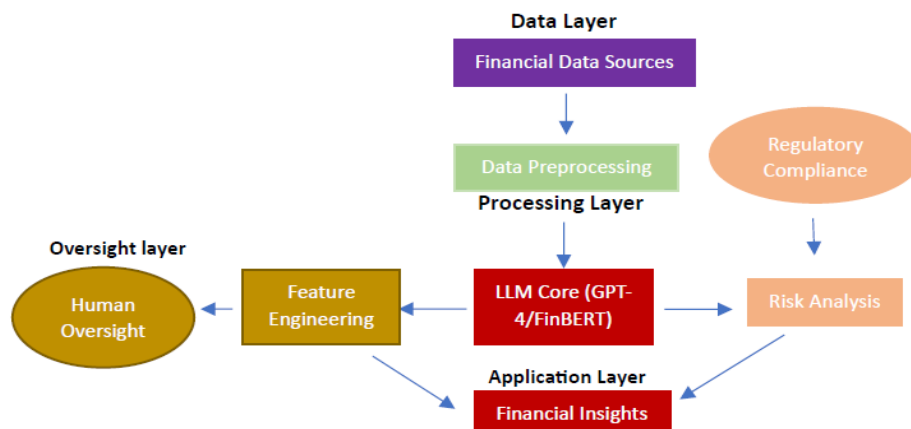 Data Layer
Financial Data Sources
Regulatory
Compliance
Data Preprocessing
Processing Layer
Oversight layer
Human
Oversight
Feature
Engineering
LLM Core (GPT-
4/FinBERT)
Risk Analysis
Application Layer
Financial Insights